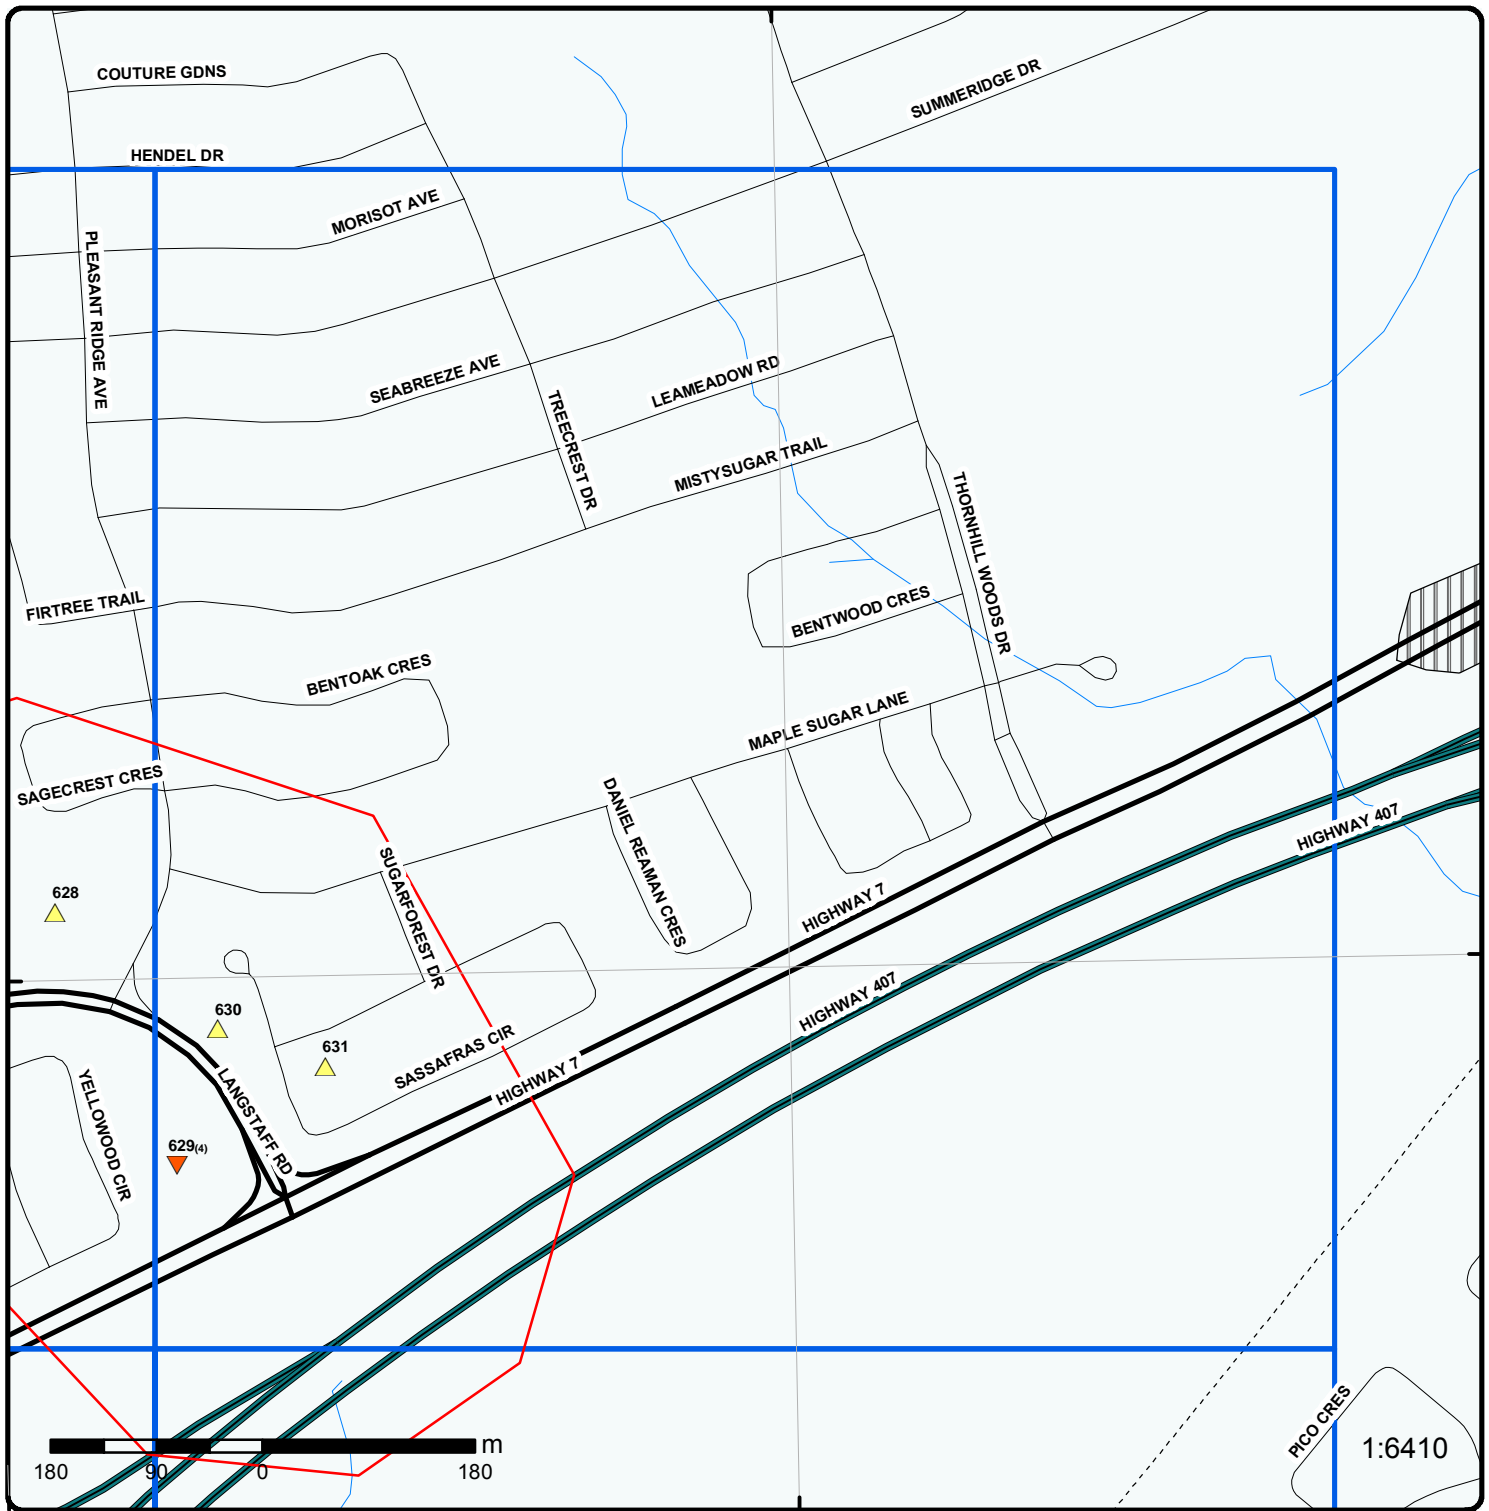 COUTURE GDNS
SUMMERIDGE DR
HENDEL DR
MORISOT AVE
PLEASANT RIDGE AVE
SEABREEZE AVE
LEAMEADOW RD
TREECREST DR
MISTYSUGAR TRAIL
THORNHILL WOODS DR
FIRTREE TRAIL
BENTWOOD CRES
BENTOAK CRES
MAPLE SUGAR LANE
SAGECREST CRES
DANIEL REAMAN CRES
HIGHWAY 407
SUGARFOREST DR
628
HIGHWAY 7
HIGHWAY 407
630
631
SASSAFRAS CIR
HIGHWAY 7
YELLOWOOD CIR
LANGSTAFF RD
629(4)
PICO CRES
1:6410
m
180 90 0 180